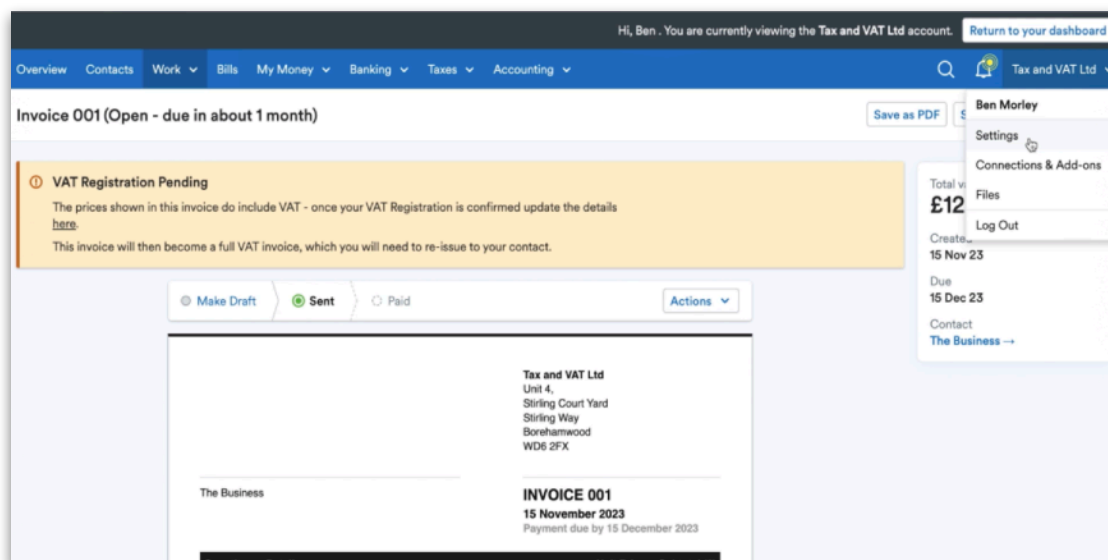 Hi, Ben . You are currently viewing the Tax and VAT Ltd account. Return to your dashboard
Overview Contacts Work Bills My Money Banking Taxes Accounting Tax and VAT Ltd
Invoice 001 (Open - due in about 1 month)
Save as PDF
Ben Morley
Settings
Connections & Add-ons
Files
Log Out
VAT Registration Pending
The prices shown in this invoice do include VAT - once your VAT Registration is confirmed update the details
here.
This invoice will then become a full VAT invoice, which you will need to re-issue to your contact.
Total
£12
Created
15 Nov 23
Due
15 Dec 23
Contact
The Business →
Make Draft Sent Paid Actions
Tax and VAT Ltd
Unit 4,
Stirling Court Yard
Stirling Way
Borehamwood
WD6 2FX
The Business
INVOICE 001
15 November 2023
Payment due by 15 December 2023